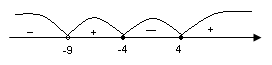 – + — +
-9 -4 4